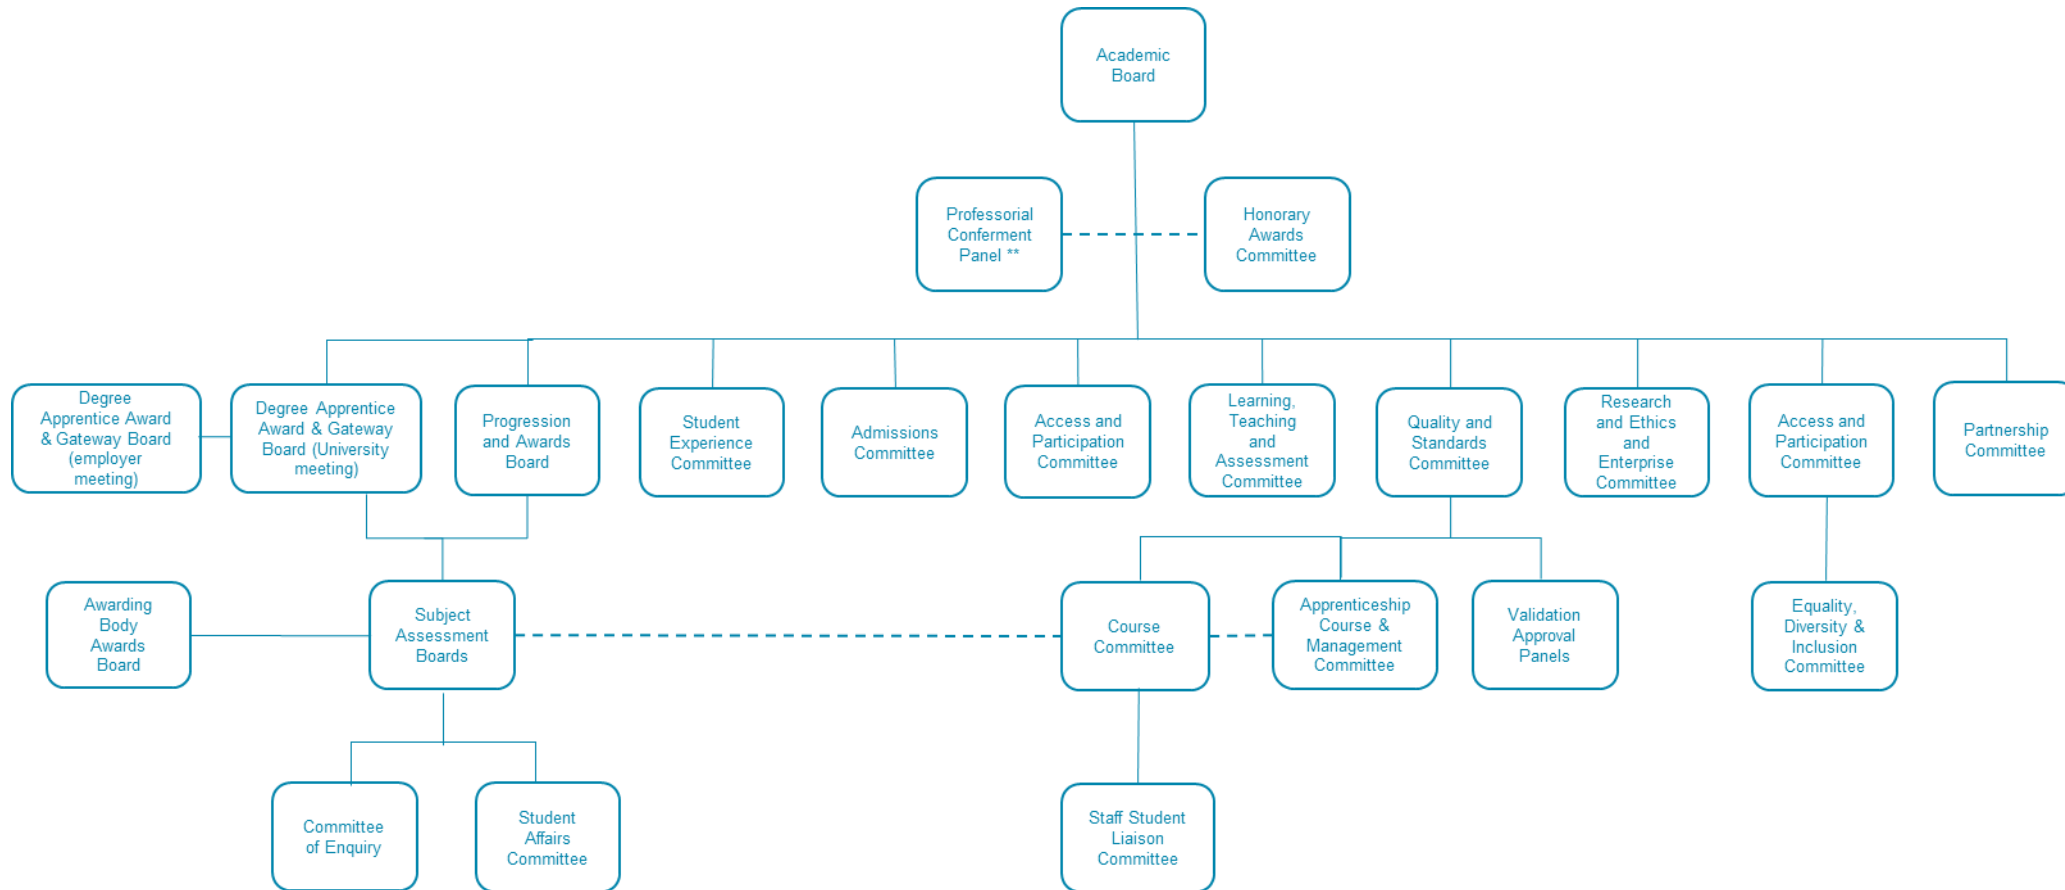 Academic
Board
Professorial
Conferment
Panel **
Honorary
Awards
Committee
Degree
Apprentice Award
& Gateway Board
(employer
meeting)
Degree Apprentice
Award & Gateway
Board (University
meeting)
Progression
and Awards
Board
Student
Experience
Committee
Admissions
Committee
Access and
Participation
Committee
Learning,
Teaching
and
Assessment
Committee
Quality and
Standards
Committee
Research
and Ethics
and
Enterprise
Committee
Access and
Participation
Committee
Partnership
Committee
Awarding
Body
Awards
Board
Subject
Assessment
Boards
Course
Committee
Apprenticeship
Course &
Management
Committee
Validation
Approval
Panels
Equality,
Diversity &
Inclusion
Committee
Committee
of Enquiry
Student
Affairs
Committee
Staff Student
Liaison
Committee